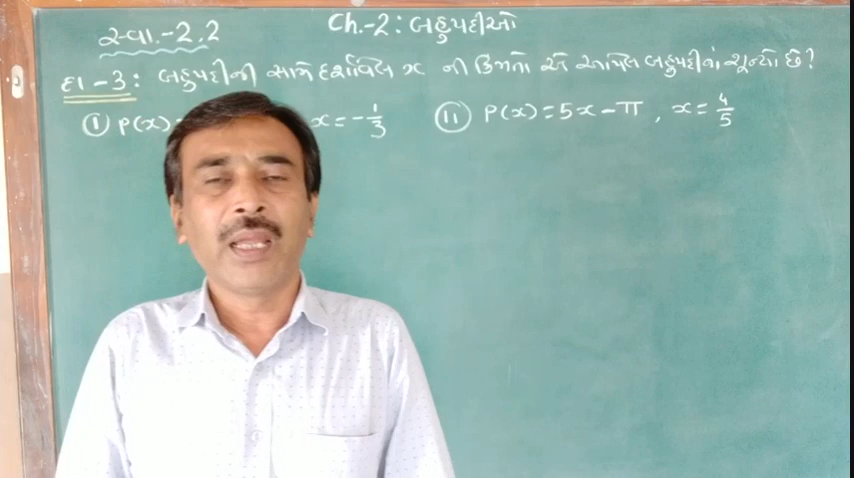 Ch.-2 : બહુપદીઓ
સ્વા.-2.2
દા-3 : બહુપદીની સામે દર્શાવેલ x ની કિંમતો એ આપેલ બહુપદીનાં શૂન્યો છે?
(i) P(x)= x = -1/3 (ii) P(x) = 5x - π , x = 4/5